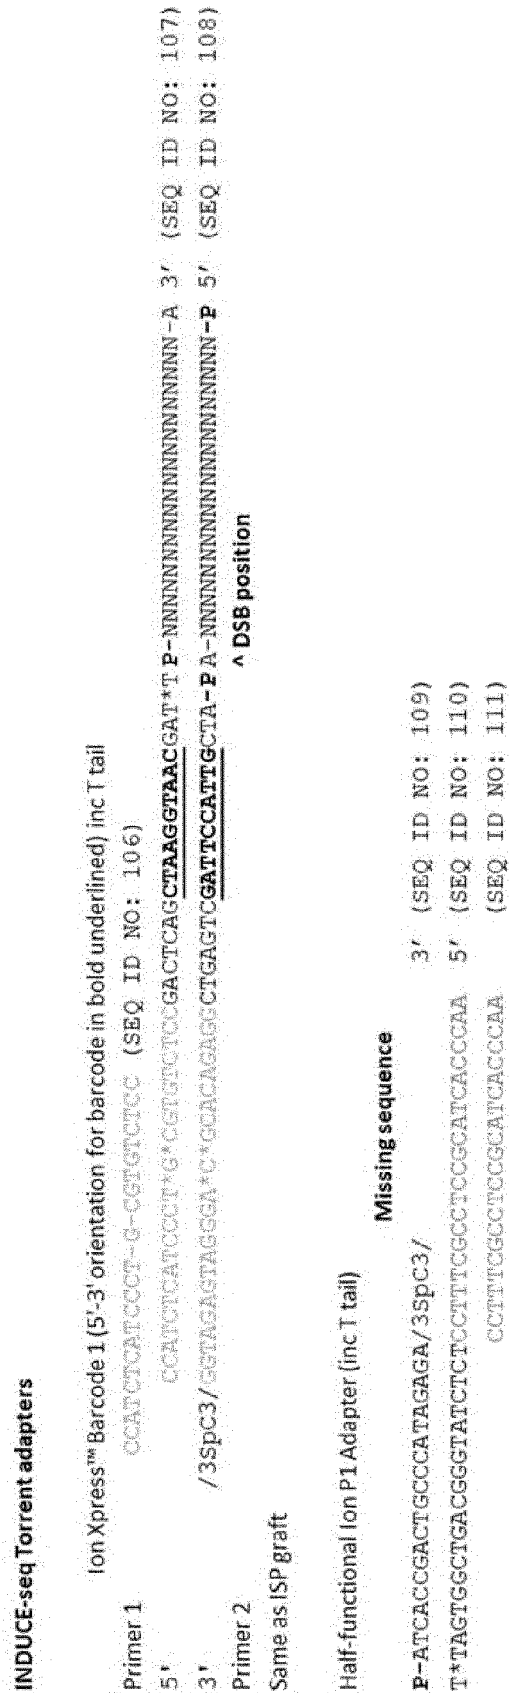 INDUCE-seq Torrent adapters
Ion Xpress™ Barcode 1 (5'-3' orientation for barcode in bold underlined) inc T tail
Primer 1 CCATCTCATCCCT-G-CGTGTCTCC (SEQ ID NO: 106)
5' CCATCTCATCCCT*G*CGTGTCTCCGACTCAGCTAAGGTAACGAT*T P-NNNNNNNNNNNNNNNNNNNN-A 3' (SEQ ID NO: 107)
3' /3SpC3/GGTAGAGTAGGGA*C*GCACAGAGGCTGAGTCGATTCCATTGCTA-P A-NNNNNNNNNNNNNNNNNNNN-P 5' (SEQ ID NO: 108)
Primer 2 ^ DSB position
Same as ISP graft
Half-functional Ion P1 Adapter (inc T tail)
Missing sequence
P-ATCACCGACTGCCCATAGAGA/3SpC3/ 3' (SEQ ID NO: 109)
T*TAGTGGCTGACGGGTATCTCTCCTTTCGCCTCCGCATCACCCAA 5' (SEQ ID NO: 110)
CCTTTCGCCTCCGCATCACCCAA (SEQ ID NO: 111)